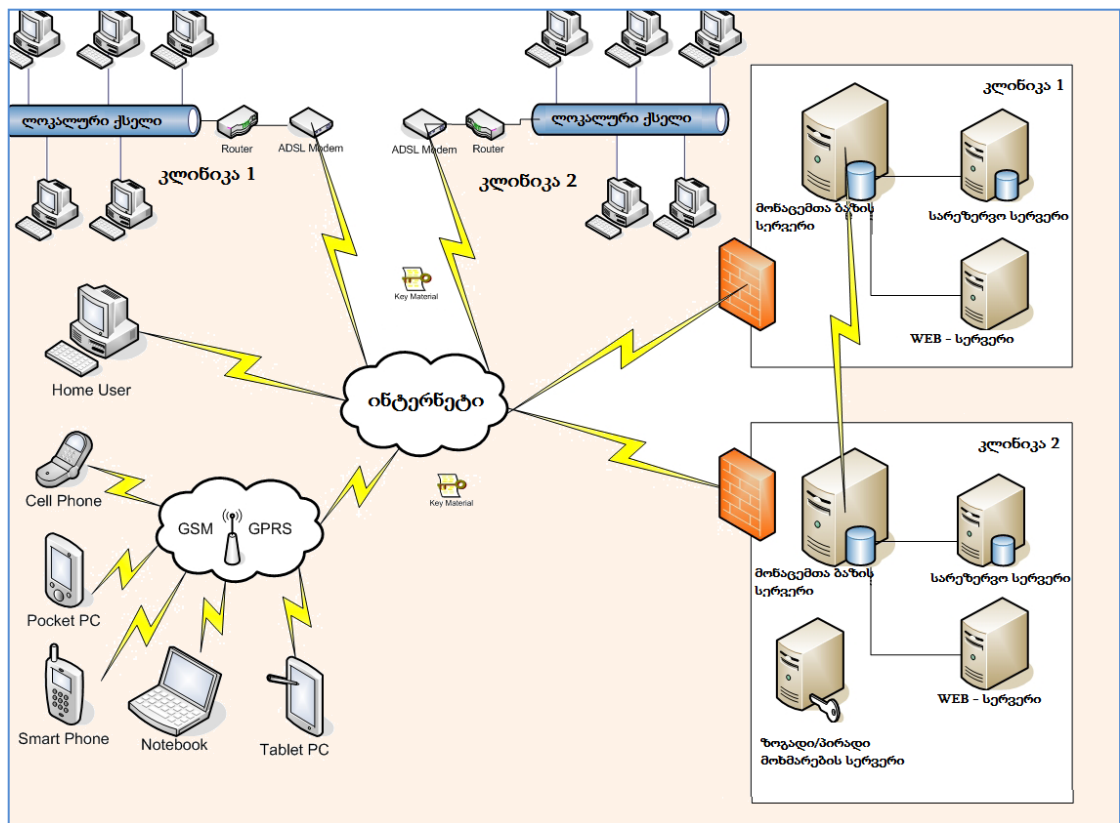 ლოკალური ქსელი
Router
ADSL Modem
კლინიკა 1
ლოკალური ქსელი
ADSL Modem
Router
კლინიკა 2
კლინიკა 1
მონაცემთა ბაზის
სერვერი
სარეზერვო სერვერი
WEB - სერვერი
Key Material
Home User
ინტერნეტი
Key Material
Cell Phone
GSM
GPRS
Pocket PC
Smart Phone
Notebook
Tablet PC
კლინიკა 2
მონაცემთა ბაზის
სერვერი
სარეზერვო სერვერი
WEB - სერვერი
ზოგადი/პირადი
მოხმარების სერვერი